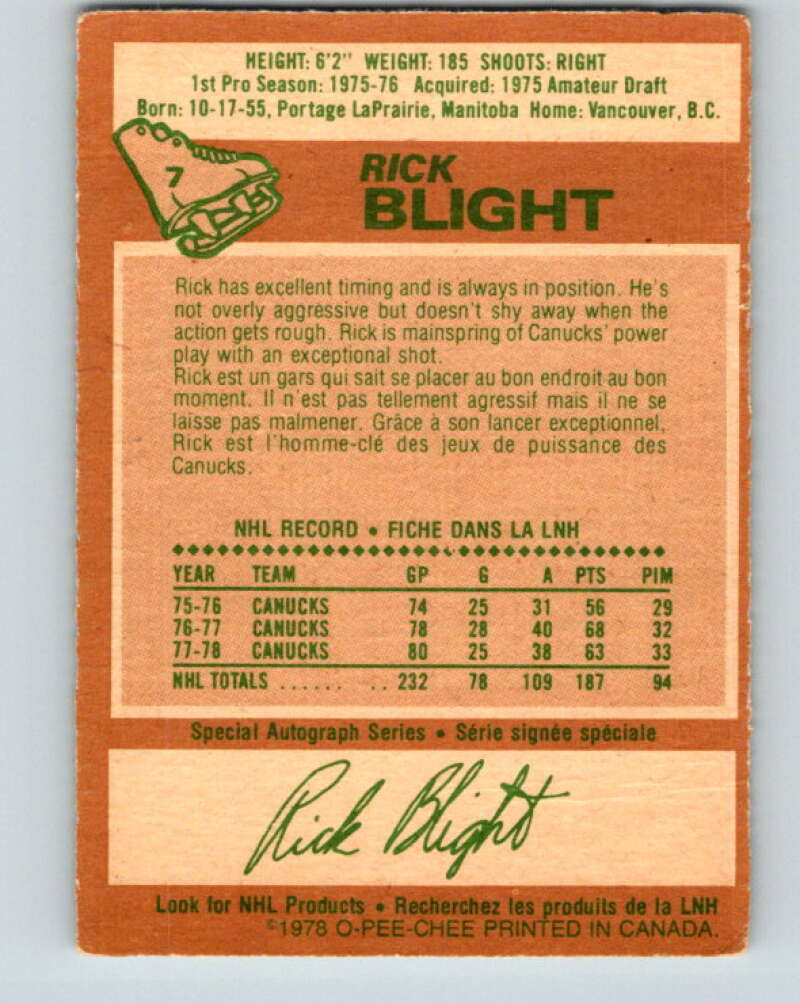 HEIGHT: 6'2" WEIGHT: 185 SHOOTS: RIGHT
1st Pro Season: 1975-76 Acquired: 1975 Amateur Draft
Born: 10-17-55, Portage LaPrairie, Manitoba Home: Vancouver, B.C.
7
RICK
BLIGHT
Rick has excellent timing and is always in position. He's
not overly aggressive but doesn't shy away when the
action gets rough. Rick is mainspring of Canucks' power
play with an exceptional shot.
Rick est un gars qui sait se placer au bon endroit au bon
moment. Il n'est pas tellement agressif mais il ne se
laisse pas malmener. Grâce à son lancer exceptionnel,
Rick est l'homme-clé des jeux de puissance des
Canucks.
NHL RECORD • FICHE DANS LA LNH
YEAR TEAM GP G A PTS PIM
75-76 CANUCKS 74 25 31 56 29
76-77 CANUCKS 78 28 40 68 32
77-78 CANUCKS 80 25 38 63 33
NHL TOTALS ...... .. 232 78 109 187 94
Special Autograph Series • Série signée spéciale
Rick Blight
Look for NHL Products • Recherchez les produits de la LNH
©1978 O-PEE-CHEE PRINTED IN CANADA.